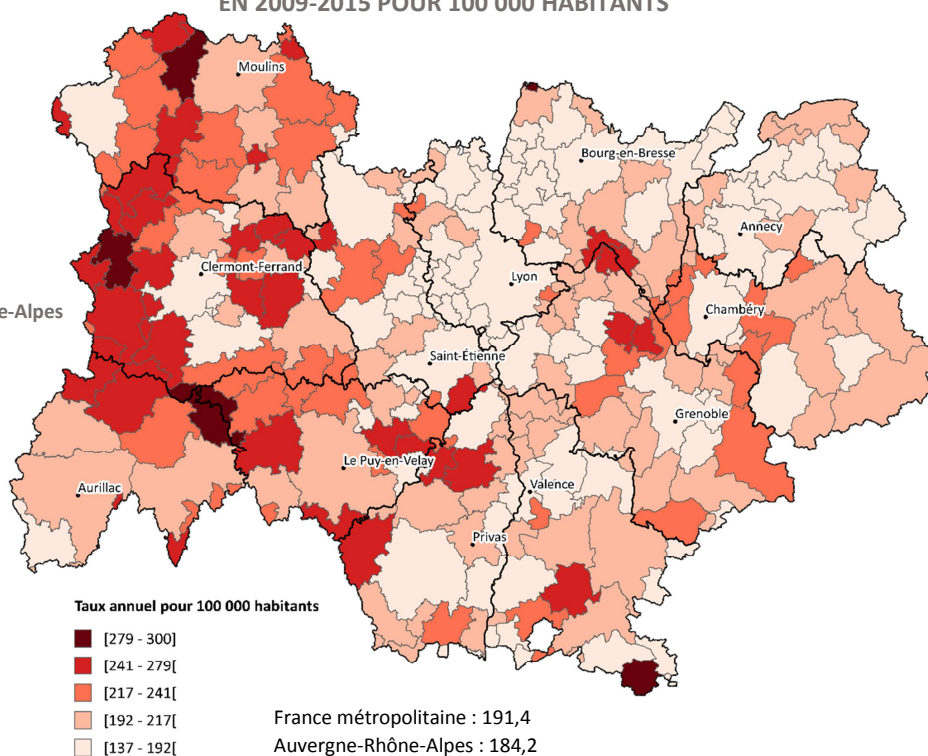 EN 2009-2015 POUR 100 000 HABITANTS
Moulins
Bourg-en-Bresse
Annecy
Clermont-Ferrand
Lyon
e-Alpes
Chambéry
Saint-Étienne
Grenoble
Le Puy-en-Velay
Aurillac
Valence
Privas
Taux annuel pour 100 000 habitants
[279 - 300]
[241 - 279[
[217 - 241[
[192 - 217[
[137 - 192[
France métropolitaine : 191,4
Auvergne-Rhône-Alpes : 184,2